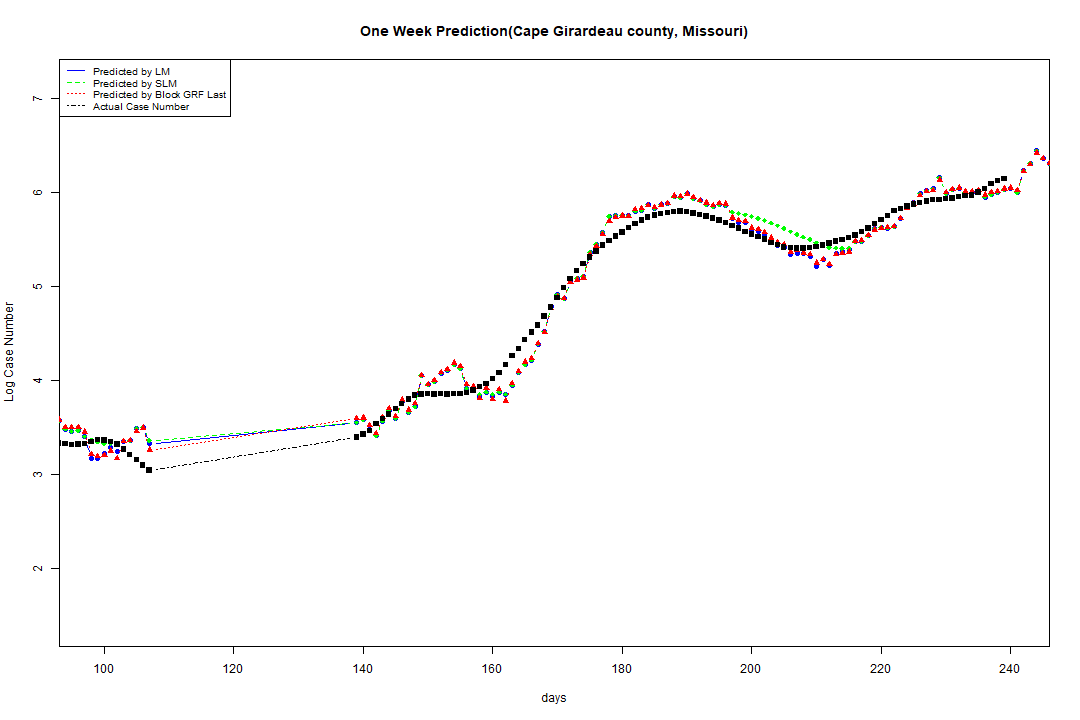 One Week Prediction(Cape Girardeau county, Missouri)
Predicted by LM
Predicted by SLM
Predicted by Block GRF Last
Actual Case Number
7
6
5
4
3
2
Log Case Number
100 120 140 160 180 200 220 240
days